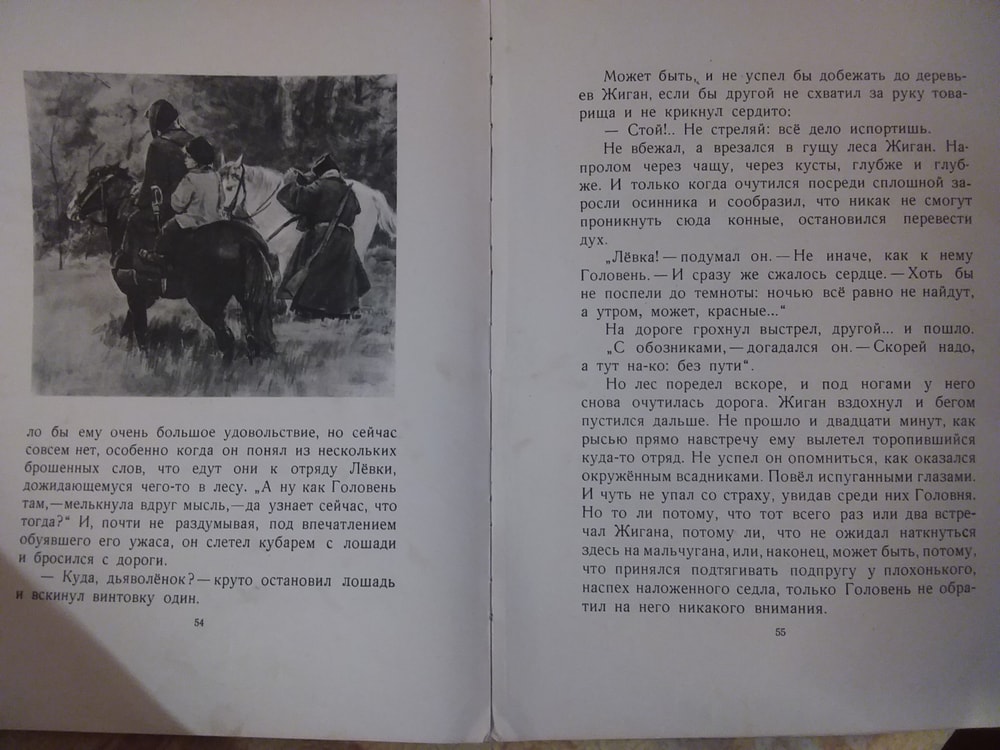 ло бы ему очень большое удовольствие, но сейчас
совсем нет, особенно когда он понял из нескольких
брошенных слов, что едут они к отряду Лёвки,
дожидающемуся чего-то в лесу. „А ну как Головень
там,—мелькнула вдруг мысль,—да узнает сейчас, что
тогда?“ И, почти не раздумывая, под впечатлением
обуявшего его ужаса, он слетел кубарем с лошади
и бросился с дороги.
— Куда, дьяволёнок?—круто остановил лошадь
и вскинул винтовку один.
54
Может быть, и не успел бы добежать до деревь-
ев Жиган, если бы другой не схватил за руку това-
рища и не крикнул сердито:
— Стой!.. Не стреляй: всё дело испортишь.
Не вбежал, а врезался в гущу леса Жиган. На-
пролом через чащу, через кусты, глубже и глуб-
же. И только когда очутился посреди сплошной за-
росли осинника и сообразил, что никак не смогут
проникнуть сюда конные, остановился перевести
дух.
„Лёвка! — подумал он. — Не иначе, как к нему
Головень. — И сразу же сжалось сердце. — Хоть бы
не поспели до темноты: ночью всё равно не найдут,
а утром, может, красные...“
На дороге грохнул выстрел, другой... и пошло.
„С обозниками, — догадался он. — Скорей надо,
а тут на-ко: без пути“.
Но лес поредел вскоре, и под ногами у него
снова очутилась дорога. Жиган вздохнул и бегом
пустился дальше. Не прошло и двадцати минут, как
рысью прямо навстречу ему вылетел торопившийся
куда-то отряд. Не успел он опомниться, как оказался
окружённым всадниками. Повёл испуганными глазами.
И чуть не упал со страху, увидав среди них Головня.
Но то ли потому, что тот всего раз или два встре-
чал Жигана, потому ли, что не ожидал наткнуться
здесь на мальчугана, или, наконец, может быть, потому,
что принялся подтягивать подпругу у плохонького,
наспех наложенного седла, только Головень не обра-
тил на него никакого внимания.
55